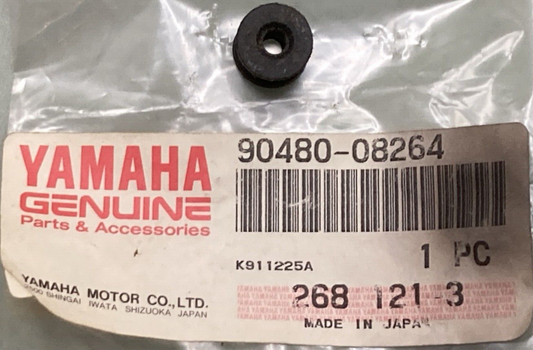 YAMAHA
GENUINE
Parts & Accessories
YAMAHA MOTOR CO.,LTD.
2500 SHINGAI IWATA SHIZUOKA JAPAN
90480-08264
K911225A
1 PC
268 121-3
MADE IN JAPAN